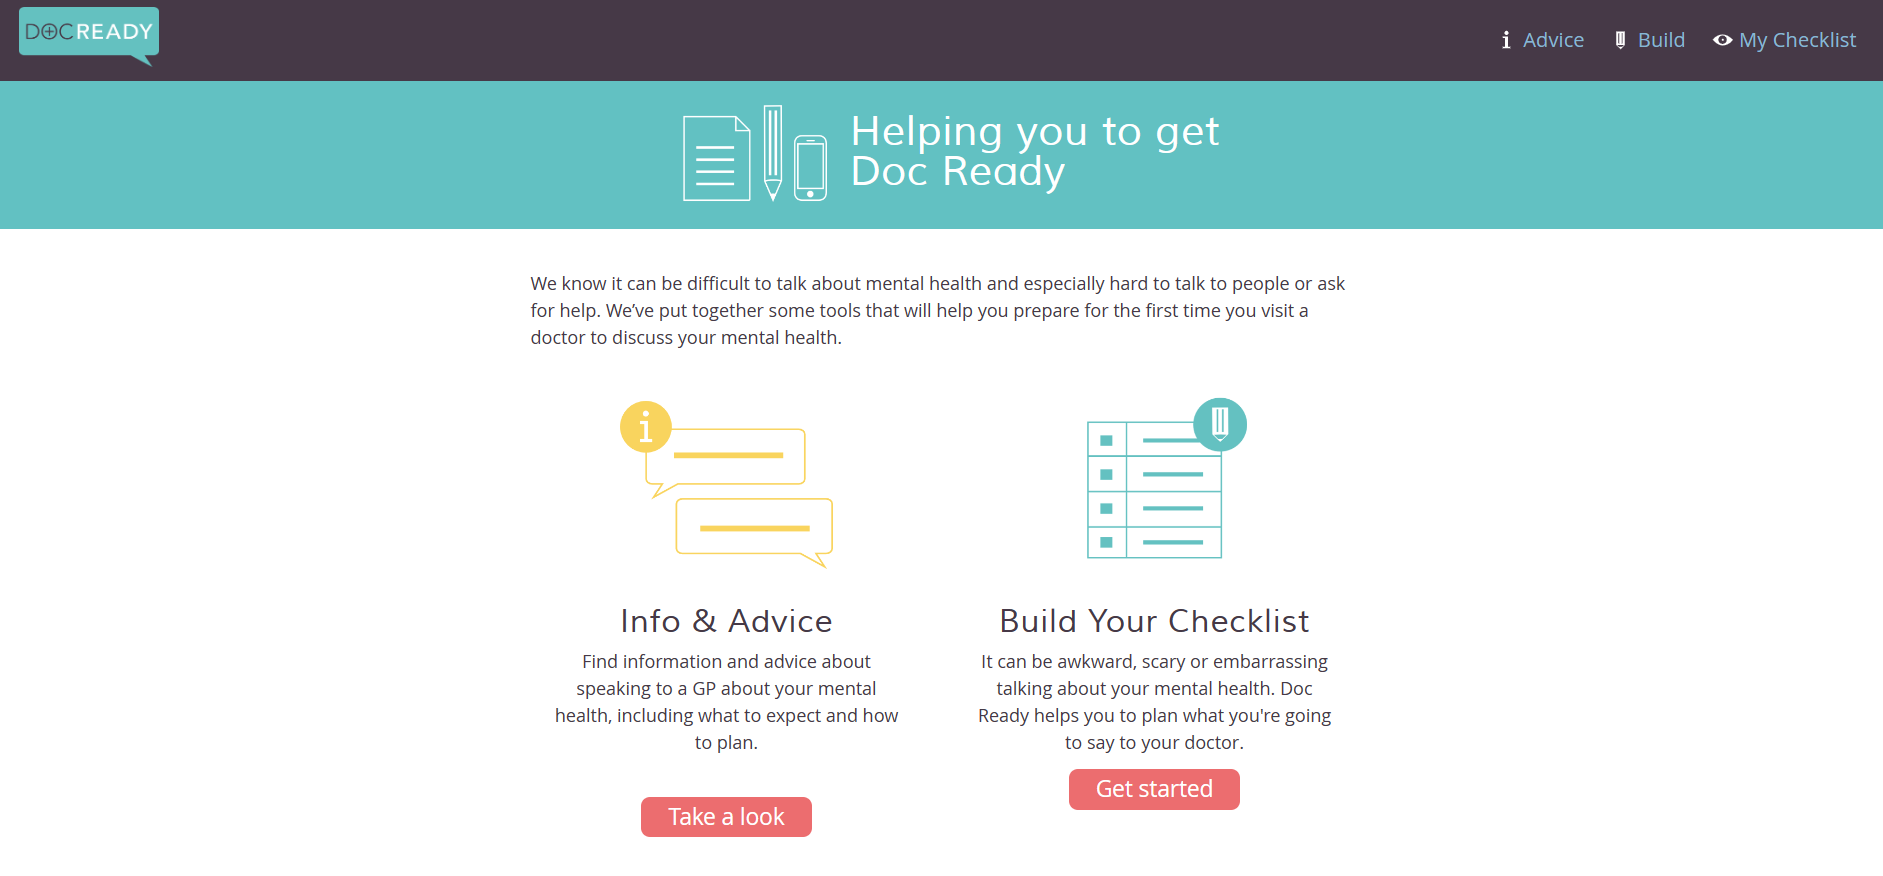 DOCREADY
Advice
Build
My Checklist
Helping you to get
Doc Ready
We know it can be difficult to talk about mental health and especially hard to talk to people or ask
for help. We’ve put together some tools that will help you prepare for the first time you visit a
doctor to discuss your mental health.
Info & Advice
Find information and advice about
speaking to a GP about your mental
health, including what to expect and how
to plan.
Take a look
Build Your Checklist
It can be awkward, scary or embarrassing
talking about your mental health. Doc
Ready helps you to plan what you're going
to say to your doctor.
Get started